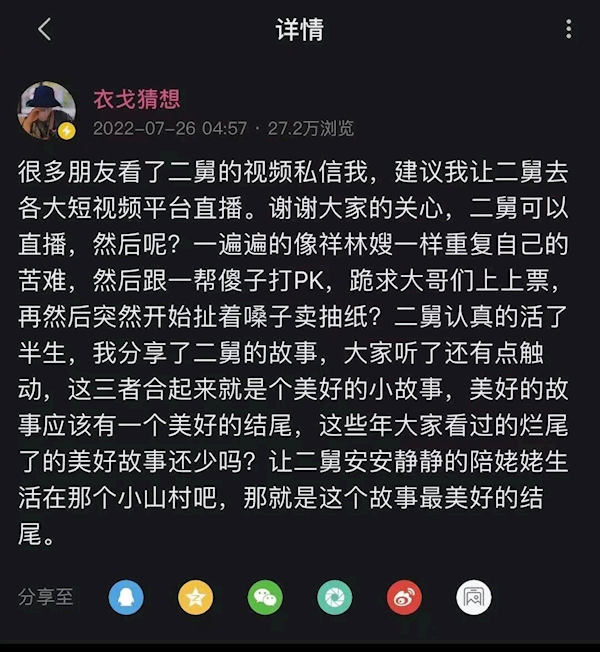 详情
衣戈猜想
2022-07-26 04:57 · 27.2万浏览
很多朋友看了二舅的视频私信我，建议我让二舅去
各大短视频平台直播。谢谢大家的关心，二舅可以
直播，然后呢？一遍遍的像祥林嫂一样重复自己的
苦难，然后跟一帮傻子打PK，跪求大哥们上上票，
再然后突然开始扯着嗓子卖抽纸？二舅认真的活了
半生，我分享了二舅的故事，大家听了还有点触
动，这三者合起来就是个美好的小故事，美好的故
事应该有一个美好的结尾，这些年大家看过的烂尾
了的美好故事还少吗？让二舅安安静静的陪姥姥生
活在那个小山村吧，那就是这个故事最美好的结
尾。
分享至